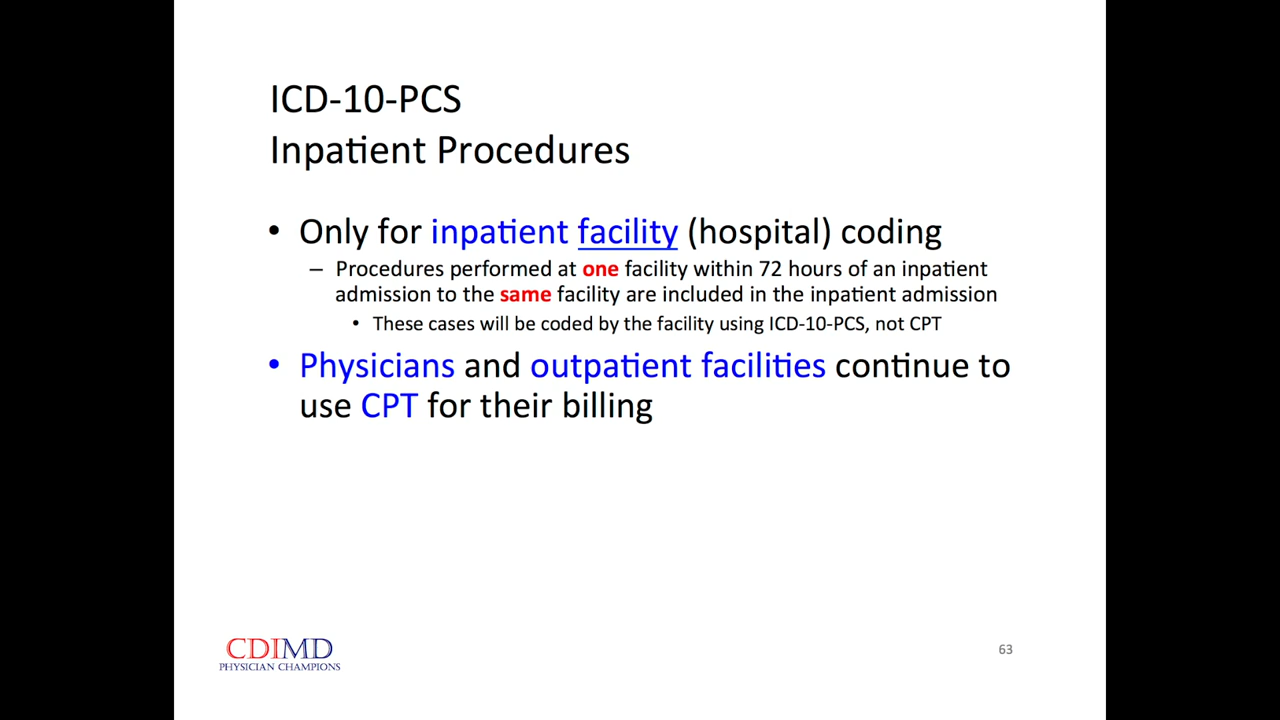 ICD-10-PCS
Inpatient Procedures
• Only for inpatient facility (hospital) coding
– Procedures performed at one facility within 72 hours of an inpatient
admission to the same facility are included in the inpatient admission
• These cases will be coded by the facility using ICD-10-PCS, not CPT
• Physicians and outpatient facilities continue to
use CPT for their billing
CDIMD
PHYSICIAN CHAMPIONS
63